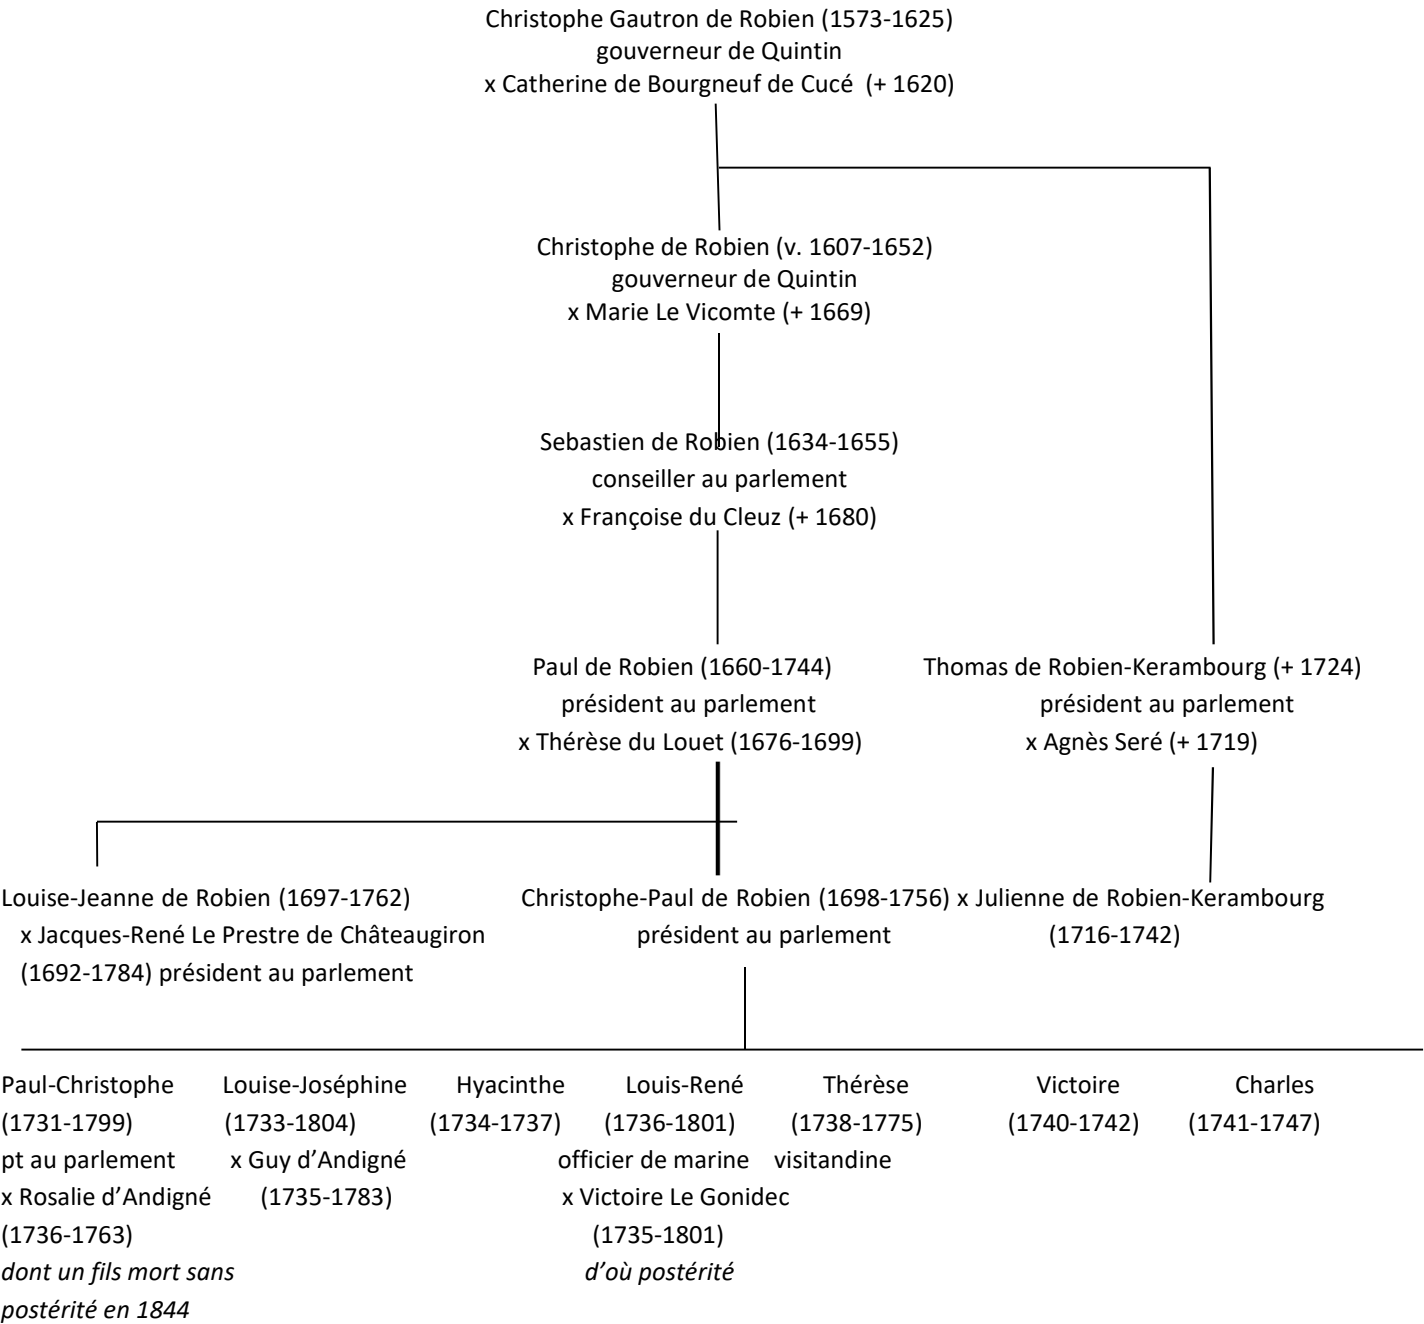 Christophe Gautron de Robien (1573-1625)
gouverneur de Quintin
x Catherine de Bourgneuf de Cucé (+ 1620)
Christophe de Robien (v. 1607-1652)
gouverneur de Quintin
x Marie Le Vicomte (+ 1669)
Sebastien de Robien (1634-1655)
conseiller au parlement
x Françoise du Cleuz (+ 1680)
Paul de Robien (1660-1744)
président au parlement
x Thérèse du Louet (1676-1699)
Thomas de Robien-Kerambourg (+ 1724)
président au parlement
x Agnès Seré (+ 1719)
Louise-Jeanne de Robien (1697-1762)
x Jacques-René Le Prestre de Châteaugiron
(1692-1784) président au parlement
Christophe-Paul de Robien (1698-1756) x Julienne de Robien-Kerambourg
président au parlement (1716-1742)
Paul-Christophe
(1731-1799)
pt au parlement
x Rosalie d’Andigné
(1736-1763)
dont un fils mort sans
postérité en 1844
Louise-Joséphine
(1733-1804)
x Guy d’Andigné
(1735-1783)
Hyacinthe
(1734-1737)
Louis-René
(1736-1801)
officier de marine
x Victoire Le Gonidec
(1735-1801)
d’où postérité
Thérèse
(1738-1775)
visitandine
Victoire
(1740-1742)
Charles
(1741-1747)